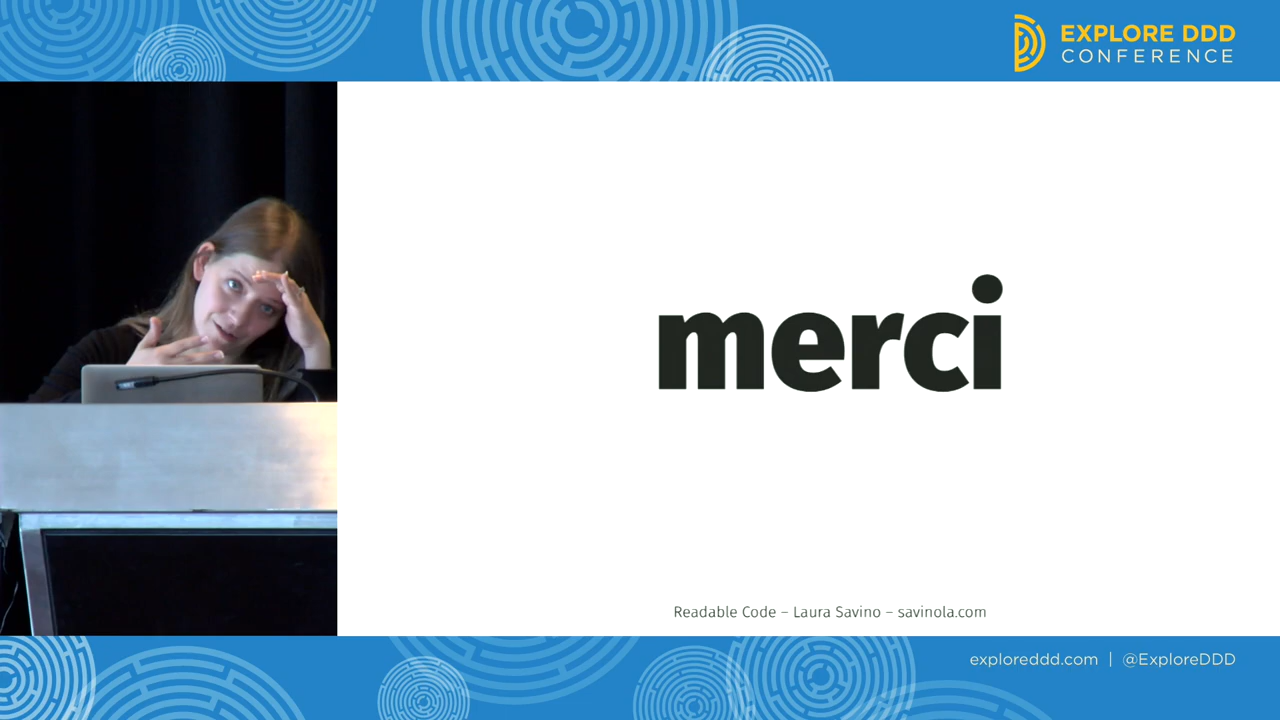 EXPLORE DDD
CONFERENCE
merci
Readable Code – Laura Savino – savinola.com
exploreddd.com | @ExploreDDD